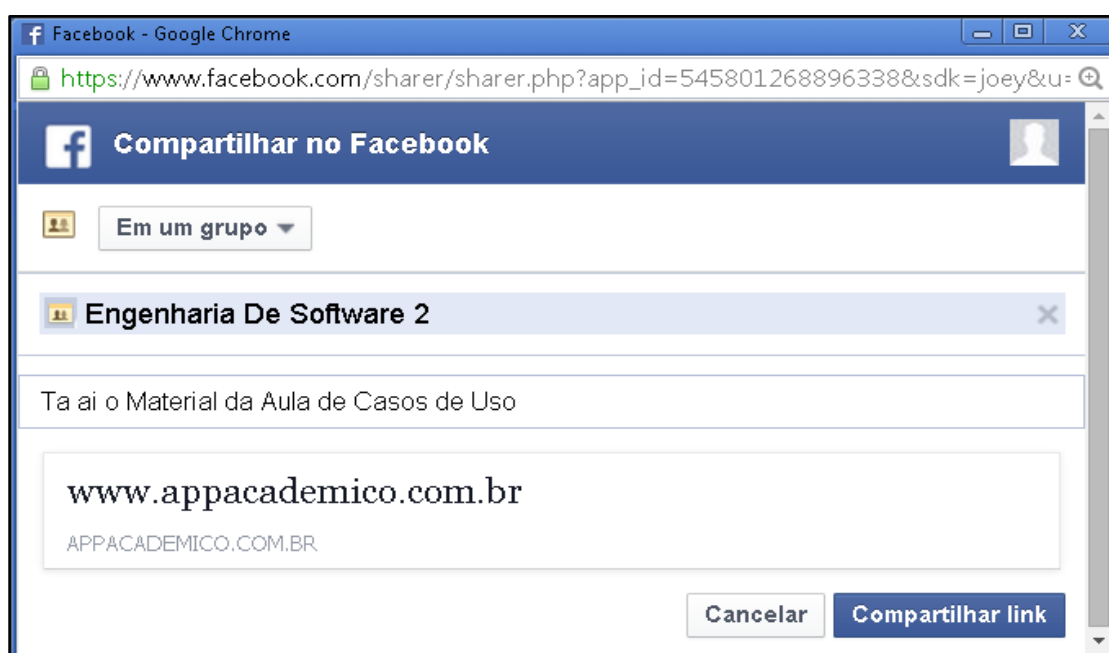 Facebook - Google Chrome
https://www.facebook.com/sharer/sharer.php?app_id=545801268896338&sdk=joey&u=
Compartilhar no Facebook
Em um grupo
Engenharia De Software 2
Ta ai o Material da Aula de Casos de Uso
www.appacademico.com.br
APPACADEMICO.COM.BR
Cancelar Compartilhar link